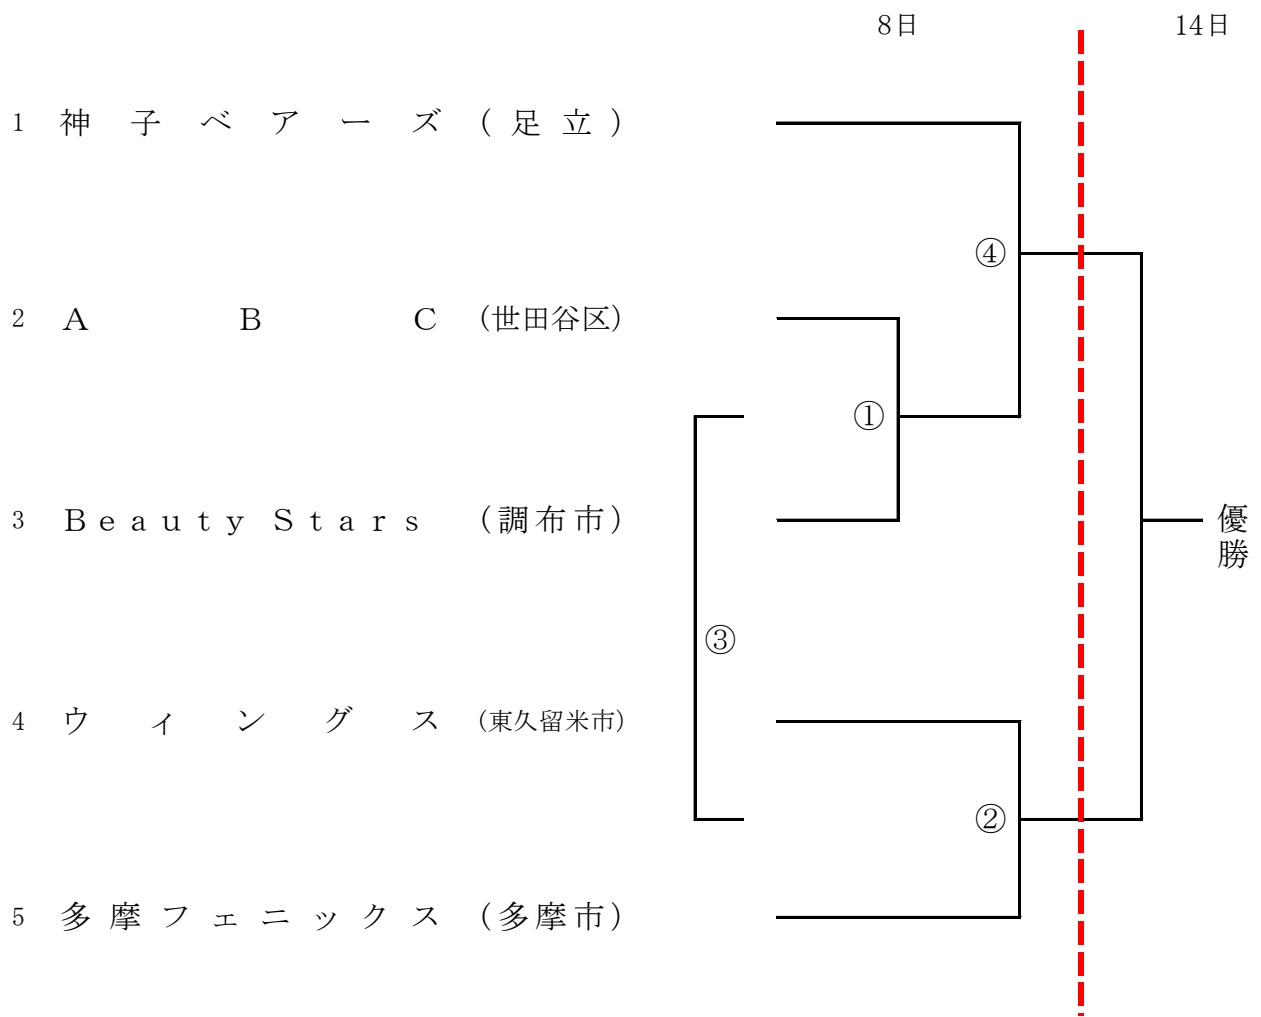 8日 14日
1 神子ベアーズ (足立)
④
2 A B C (世田谷区)
①
3 Beauty Stars (調布市)
優勝
③
4 ウィングス (東久留米市)
②
5 多摩フェニックス (多摩市)